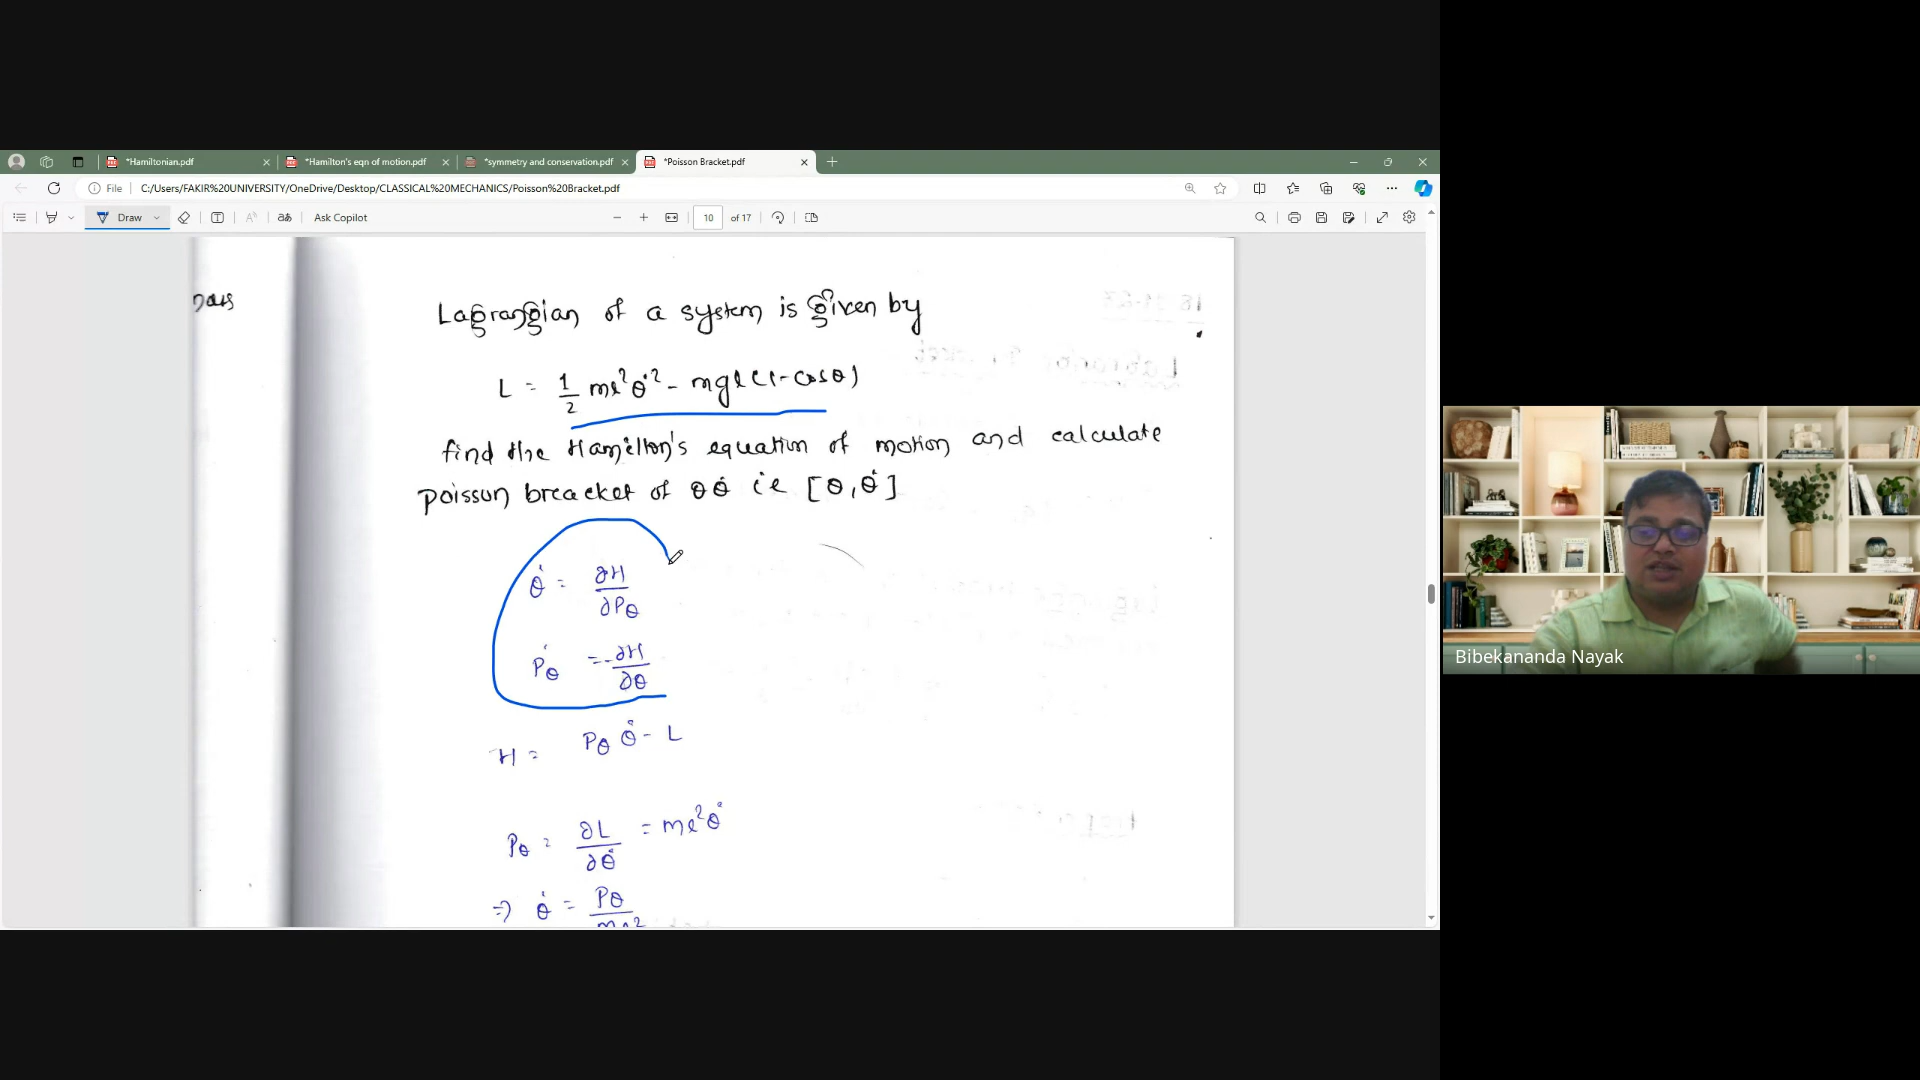 *Hamiltonian.pdf
*Hamilton's eqn of motion.pdf
*symmetry and conservation.pdf
*Poisson Bracket.pdf
File
C:/Users/FAKIR%20UNIVERSITY/OneDrive/Desktop/CLASSICAL%20MECHANICS/Poisson%20Bracket.pdf
Draw
Ask Copilot
10 of 17
Lagrangian of a system is given by
L = 1/2 ml²θ̇² - mgl(1-cosθ)
find the Hamilton's equation of motion and calculate
poisson breacket of θθ̇ ie [θ,θ̇]
θ̇ = ∂H/∂Pθ
Ṗθ = -∂H/∂θ
H = Pθ θ̇ - L
Pθ = ∂L/∂θ̇ = ml²θ̇
⇒ θ̇ = Pθ/ml²
Bibekananda Nayak